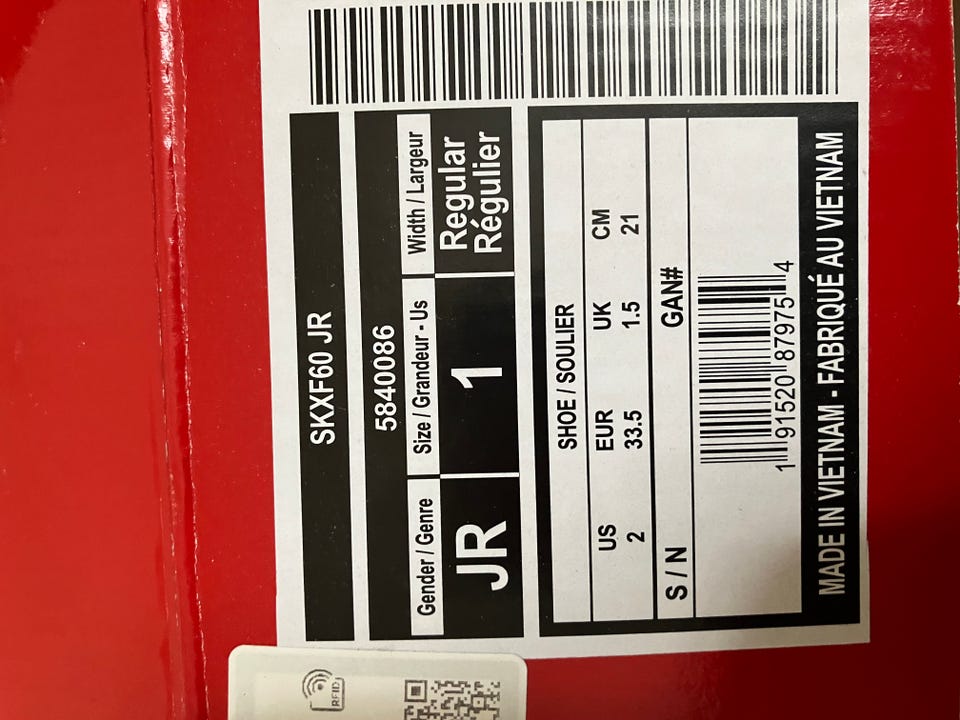 SKXF60 JR
5840086
Gender / Genre Size / Grandeur - Us Width / Largeur
JR 1 Regular
Régulier
SHOE / SOULIER
US EUR UK CM
2 33.5 1.5 21
S / N GAN#
1 91520 87975 4
MADE IN VIETNAM - FABRIQUÉ AU VIETNAM
RFID